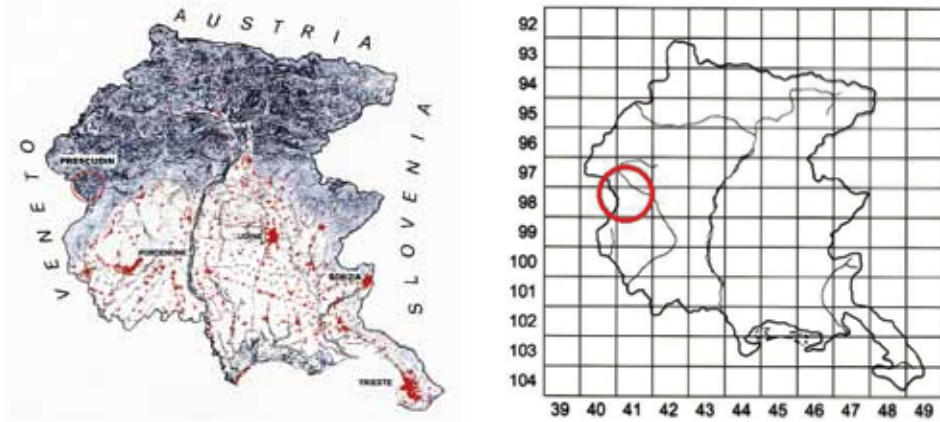 AUSTRIA
VENETO
SLOVENIA
PRESCUDIN
PORDENONE
UDINE
GORIZIA
TRIESTE
92
93
94
95
96
97
98
99
100
101
102
103
104
39 40 41 42 43 44 45 46 47 48 49